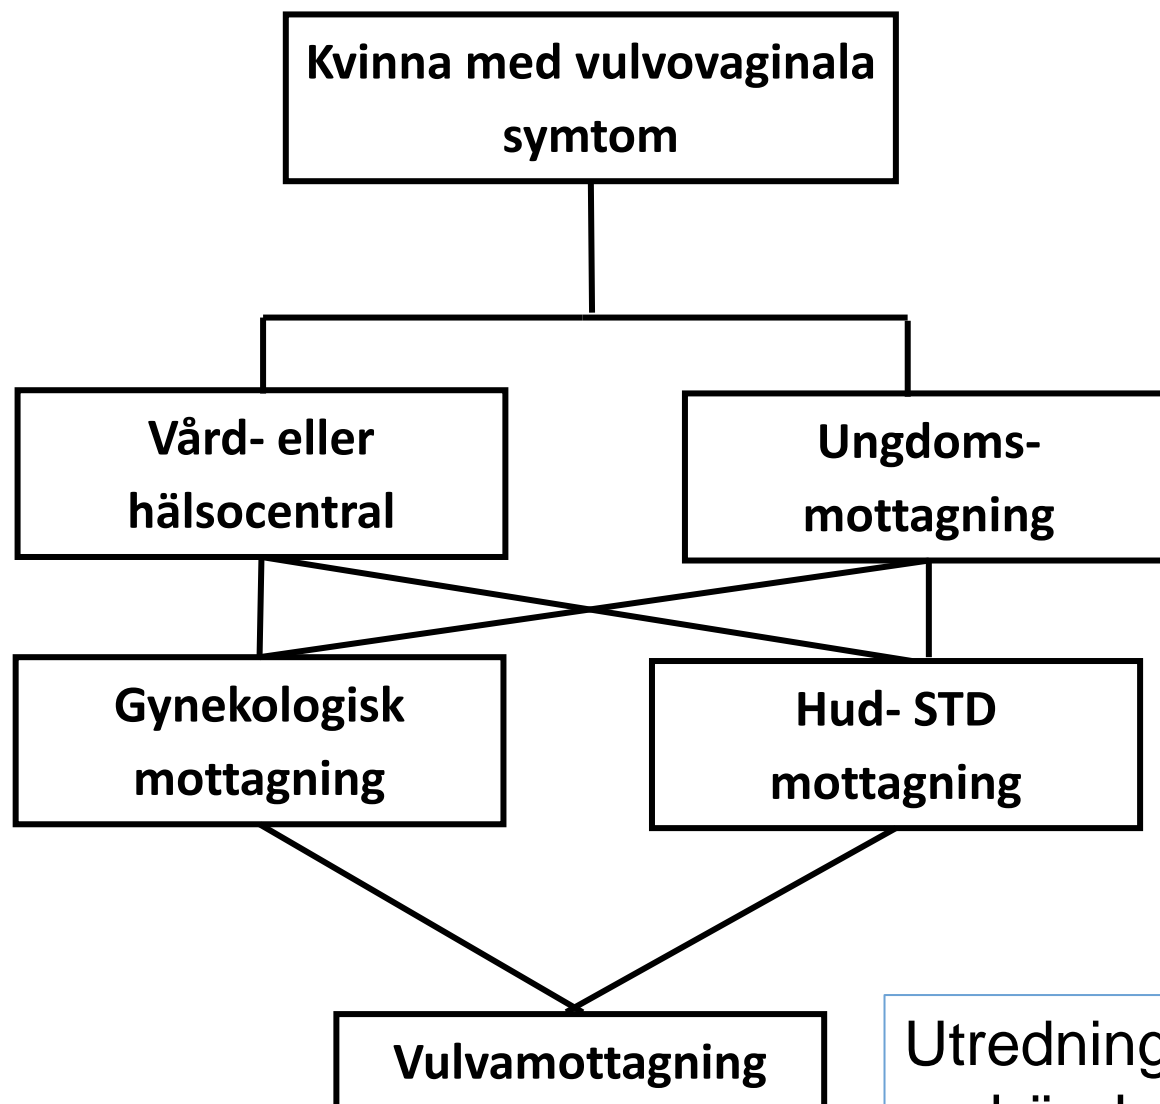 Kvinna med vulvovaginala
symtom
Vård- eller
hälsocentral
Ungdoms-
mottagning
Gynekologisk
mottagning
Hud- STD
mottagning
Vulvamottagning
Utredning